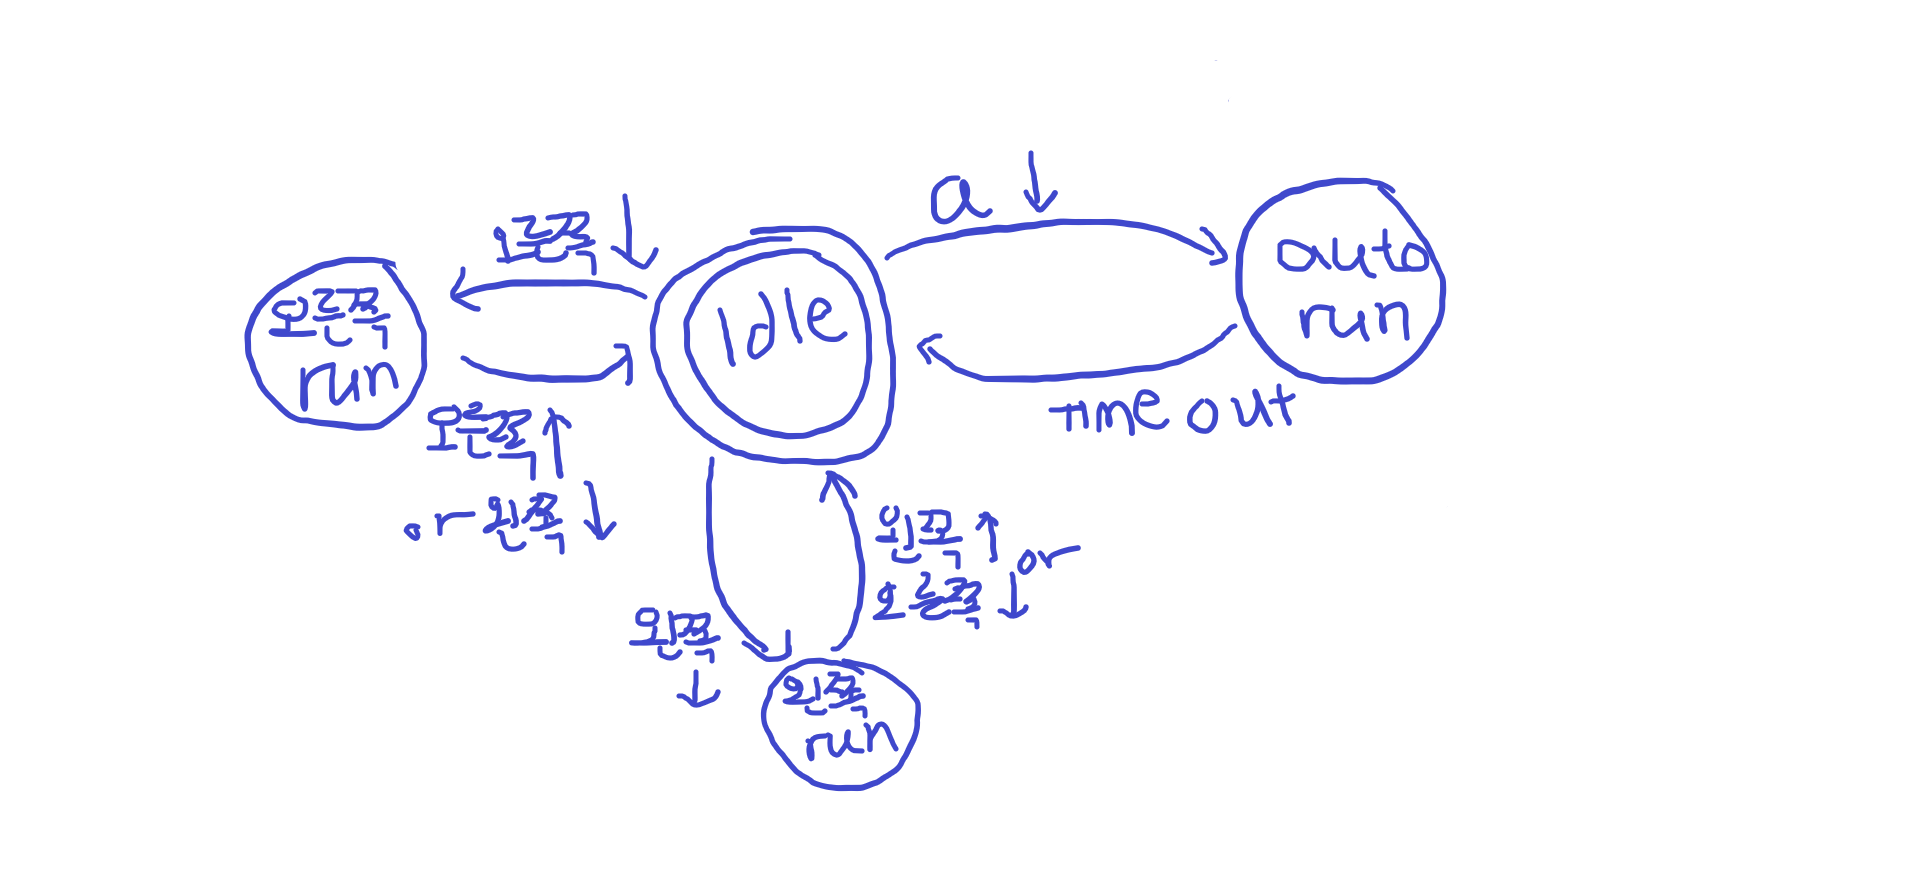 a ↓
오른쪽 ↓
Idle
auto
run
오른쪽
run
Time out
오른쪽 ↑
or 왼쪽 ↓
왼쪽 ↑ or
오른쪽 ↓
왼쪽
↓
왼쪽
run